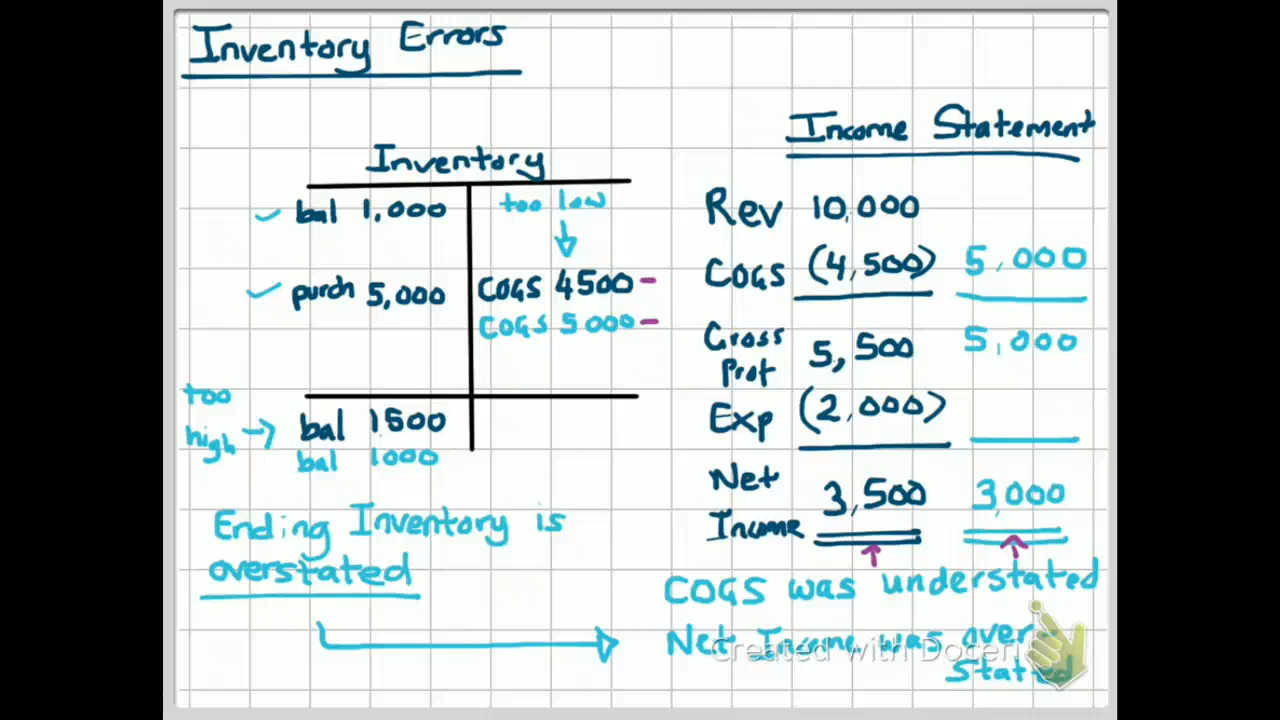 Inventory Errors
Inventory
bal 1,000
too low
purch 5,000
COGS 4500
COGS 5000
too
high
bal 1500
bal 1000
Ending Inventory is
overstated
Income Statement
Rev 10,000
COGS (4,500) 5,000
Gross
Prof 5,500 5,000
Exp (2,000)
Net
Income 3,500 3,000
COGS was understated
Net Income was over-
stated
Created with Doceri